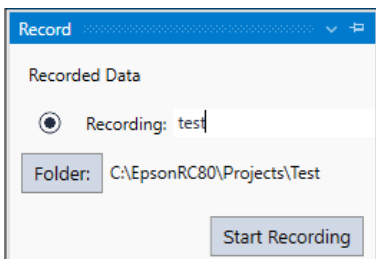 Record
Recorded Data
Recording: test
Folder: C:\EpsonRC80\Projects\Test
Start Recording